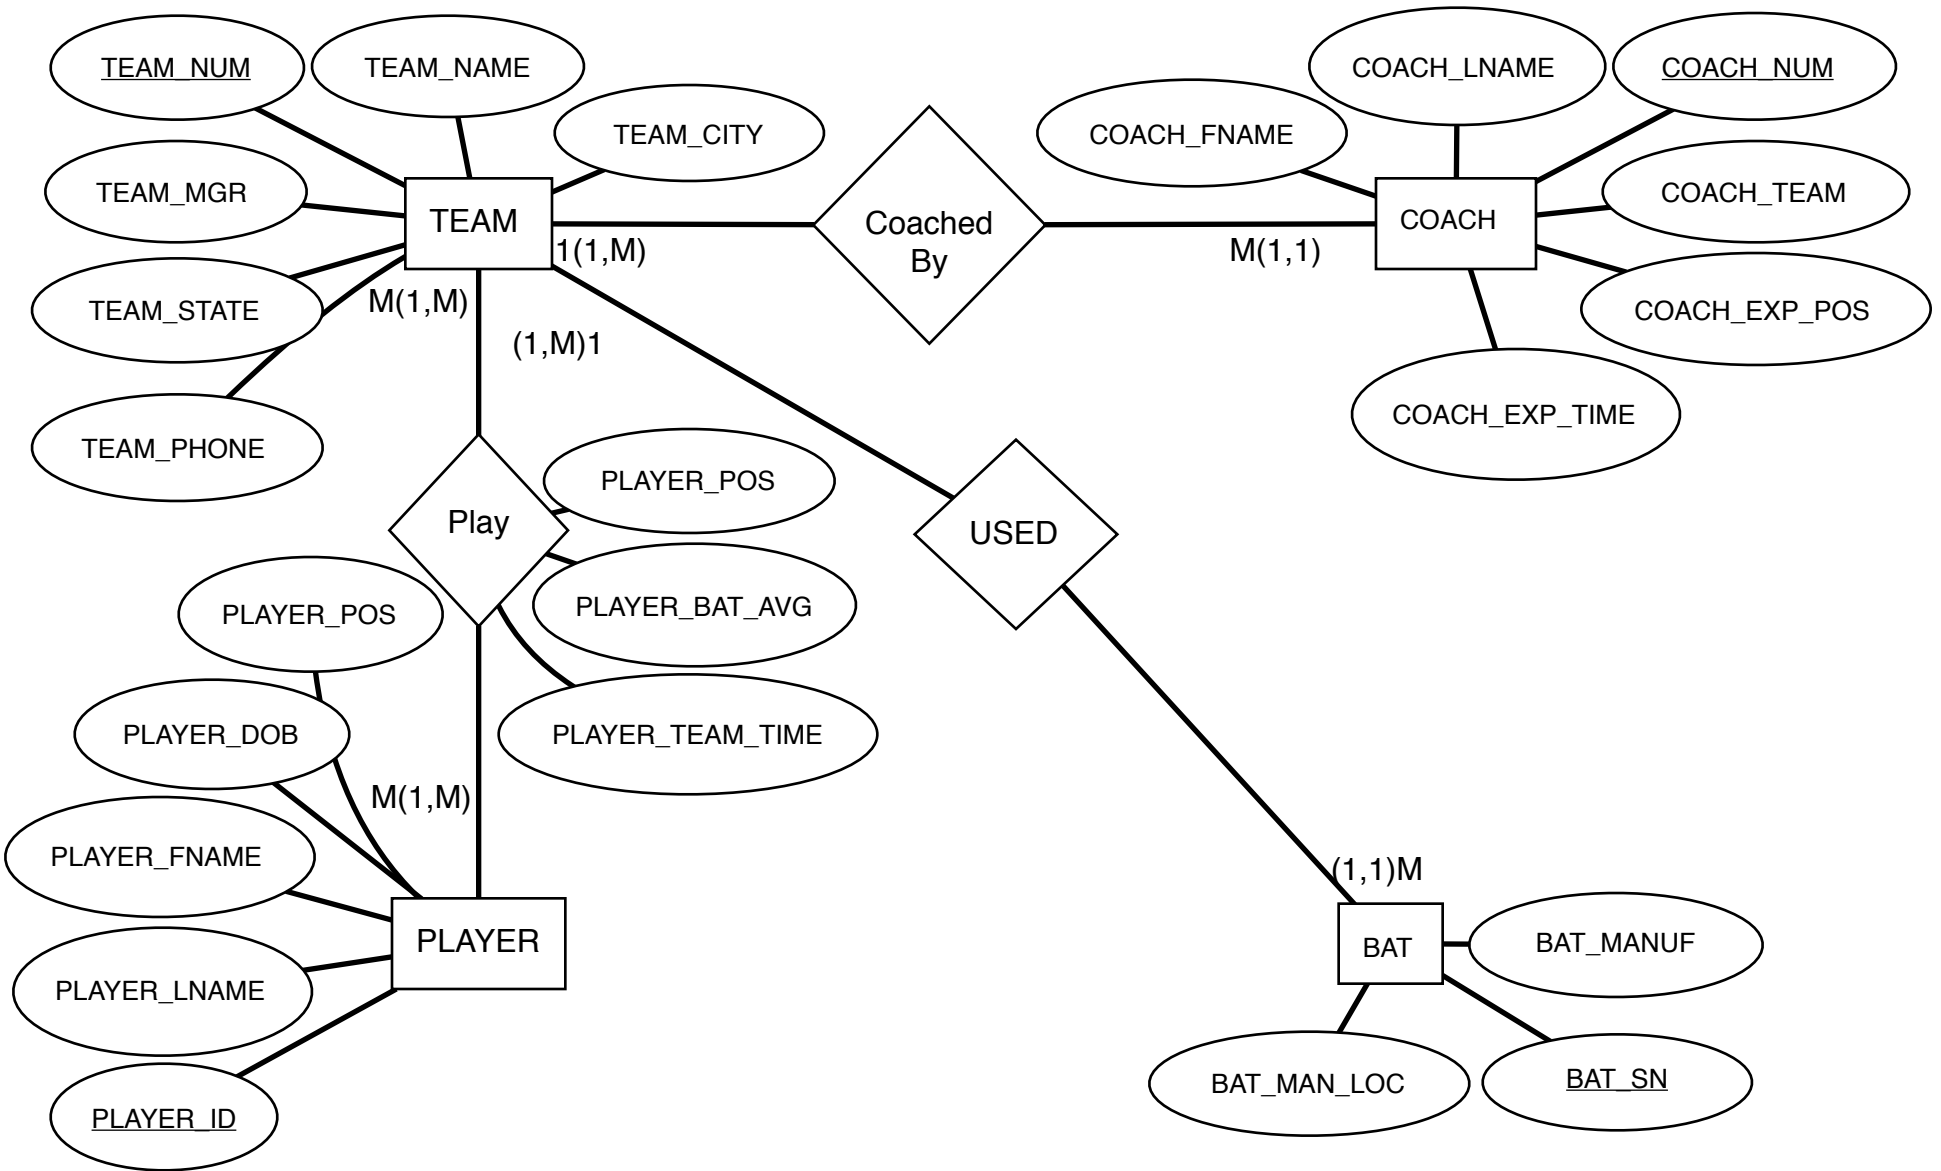 TEAM_NUM
TEAM_NAME
COACH_LNAME
COACH_NUM
TEAM_CITY
COACH_FNAME
TEAM_MGR
COACH_TEAM
TEAM
Coached
By
COACH
1(1,M)
M(1,1)
TEAM_STATE
M(1,M)
COACH_EXP_POS
(1,M)1
COACH_EXP_TIME
TEAM_PHONE
PLAYER_POS
Play
USED
PLAYER_POS
PLAYER_BAT_AVG
PLAYER_DOB
PLAYER_TEAM_TIME
M(1,M)
PLAYER_FNAME
(1,1)M
PLAYER
BAT
BAT_MANUF
PLAYER_LNAME
BAT_MAN_LOC
BAT_SN
PLAYER_ID